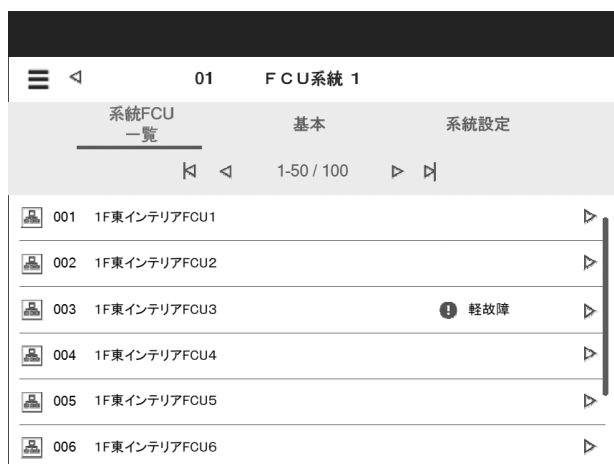 01 FCU系統 1
系統FCU 基本 系統設定
一覧
1-50 / 100
001 1F東インテリアFCU1
002 1F東インテリアFCU2
003 1F東インテリアFCU3 軽故障
004 1F東インテリアFCU4
005 1F東インテリアFCU5
006 1F東インテリアFCU6